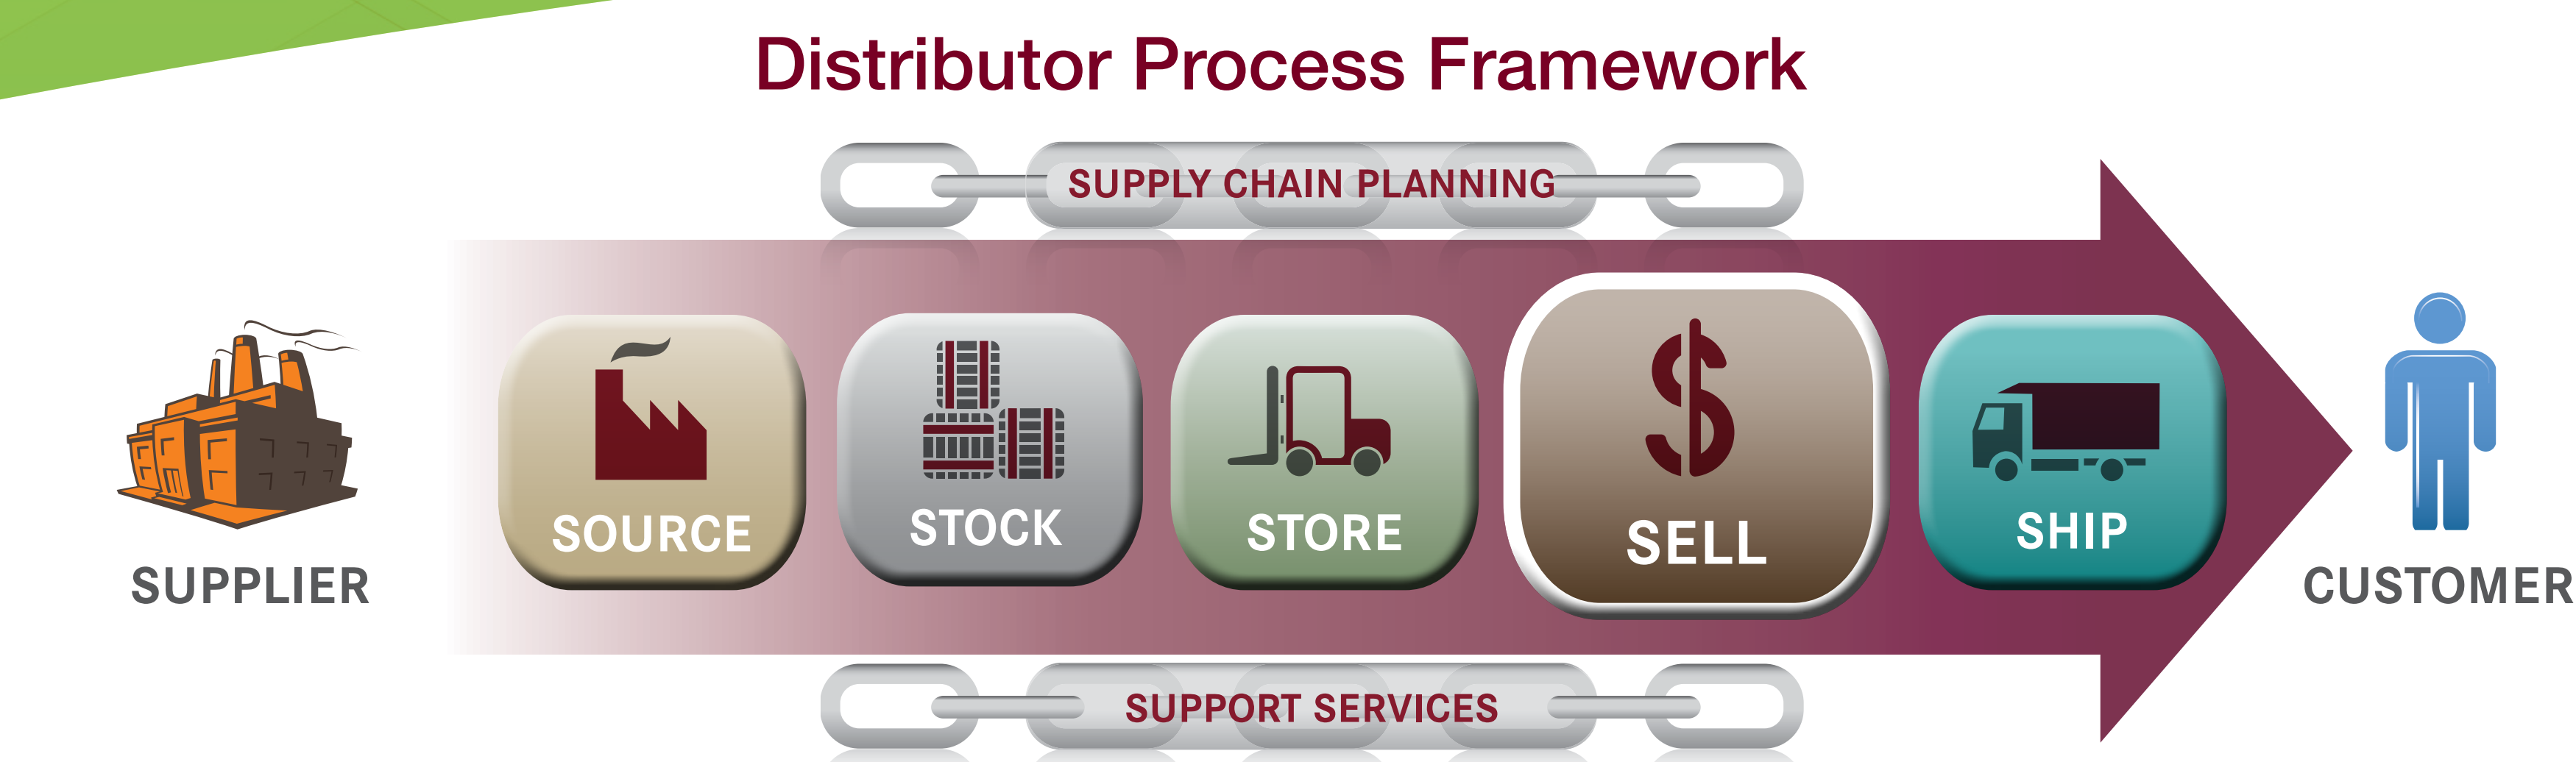 Distributor Process Framework
SUPPLY CHAIN PLANNING
SUPPLIER
SOURCE
STOCK
STORE
SELL
SHIP
CUSTOMER
SUPPORT SERVICES